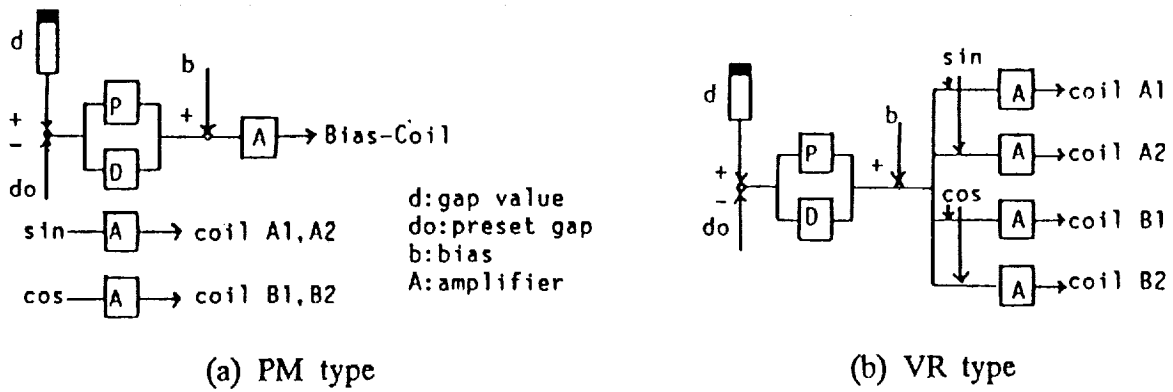 d
b
P
+
+
A
Bias-Coil
-
D
do
d:gap value
do:preset gap
b:bias
A:amplifier
sin
A
coil A1,A2
cos
A
coil B1,B2
(a) PM type
sin
d
A
coil A1
b
P
A
coil A2
+
+
-
cos
D
A
coil B1
do
A
coil B2
(b) VR type